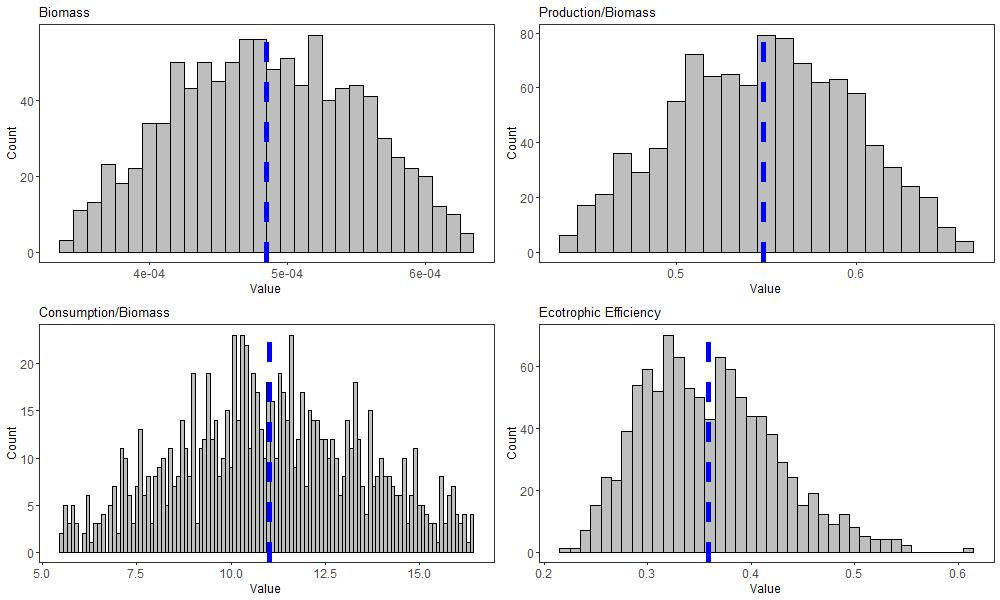 Biomass
Count
0
20
40
4e-04 5e-04 6e-04
Value
Production/Biomass
Count
0
20
40
60
80
0.5 0.6
Value
Consumption/Biomass
Count
0
5
10
15
20
5.0 7.5 10.0 12.5 15.0
Value
Ecotrophic Efficiency
Count
0
20
40
60
0.2 0.3 0.4 0.5 0.6
Value